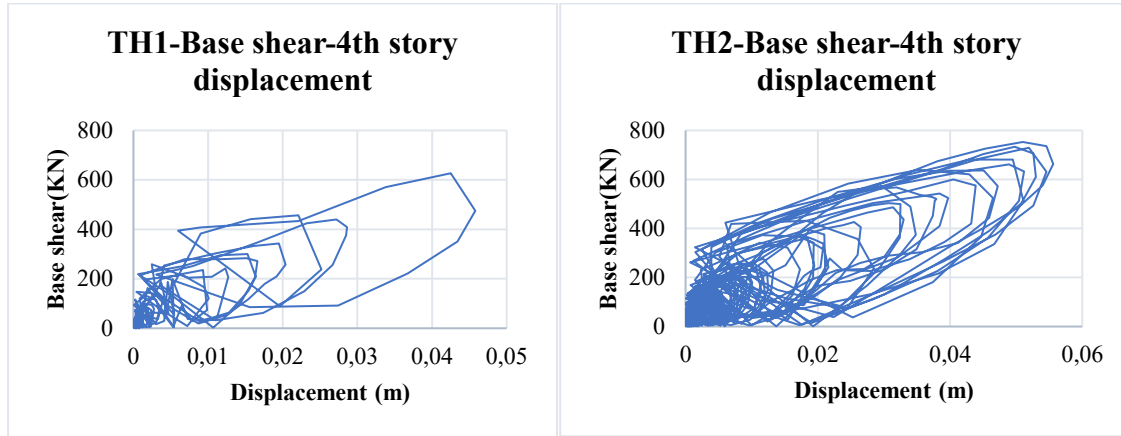 TH1-Base shear-4th story
displacement
Base shear(KN)
800
600
400
200
0
0 0,01 0,02 0,03 0,04 0,05
Displacement (m)
TH2-Base shear-4th story
displacement
Base shear(KN)
800
600
400
200
0
0 0,02 0,04 0,06
Displacement (m)